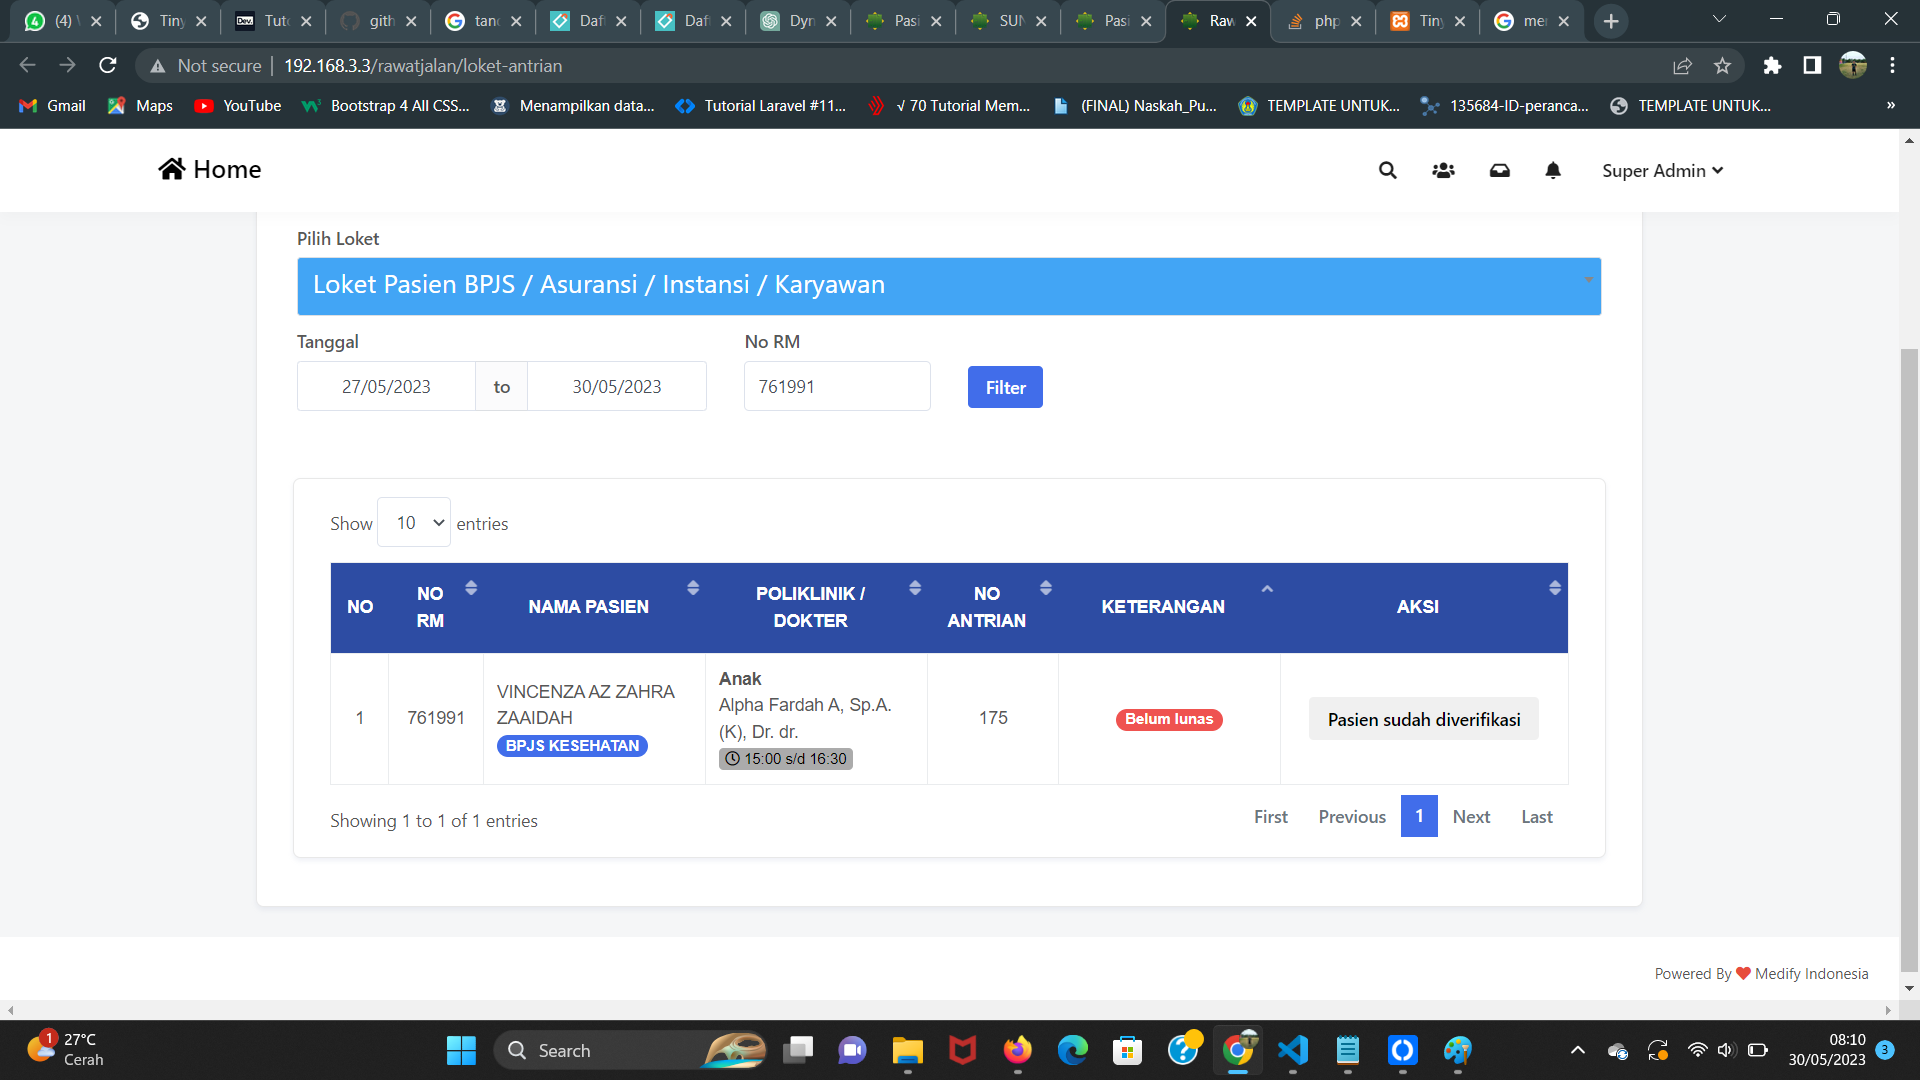 (4) W
Tiny
Tuto
gith
tand
Daft
Daft
Dyn
Pasi
SUN
Pasi
Raw
php
Tiny
me
Not secure
192.168.3.3/rawatjalan/loket-antrian
Gmail
Maps
YouTube
Bootstrap 4 All CSS...
Menampilkan data...
Tutorial Laravel #11...
√ 70 Tutorial Mem...
(FINAL) Naskah_Pu...
TEMPLATE UNTUK...
135684-ID-peranca...
TEMPLATE UNTUK...
»
Home
Super Admin
Pilih Loket
Loket Pasien BPJS / Asuransi / Instansi / Karyawan
Tanggal
No RM
27/05/2023 to 30/05/2023
761991
Filter
Show 10 entries
NO
NO
RM
NAMA PASIEN
POLIKLINIK /
DOKTER
NO
ANTRIAN
KETERANGAN
AKSI
1
761991
VINCENZA AZ ZAHRA
ZAAIDAH
BPJS KESEHATAN
Anak
Alpha Fardah A, Sp.A.
(K), Dr. dr.
15:00 s/d 16:30
175
Belum lunas
Pasien sudah diverifikasi
Showing 1 to 1 of 1 entries
First Previous 1 Next Last
Powered By ❤ Medify Indonesia
1
27°C
Cerah
Search
08:10
30/05/2023
3